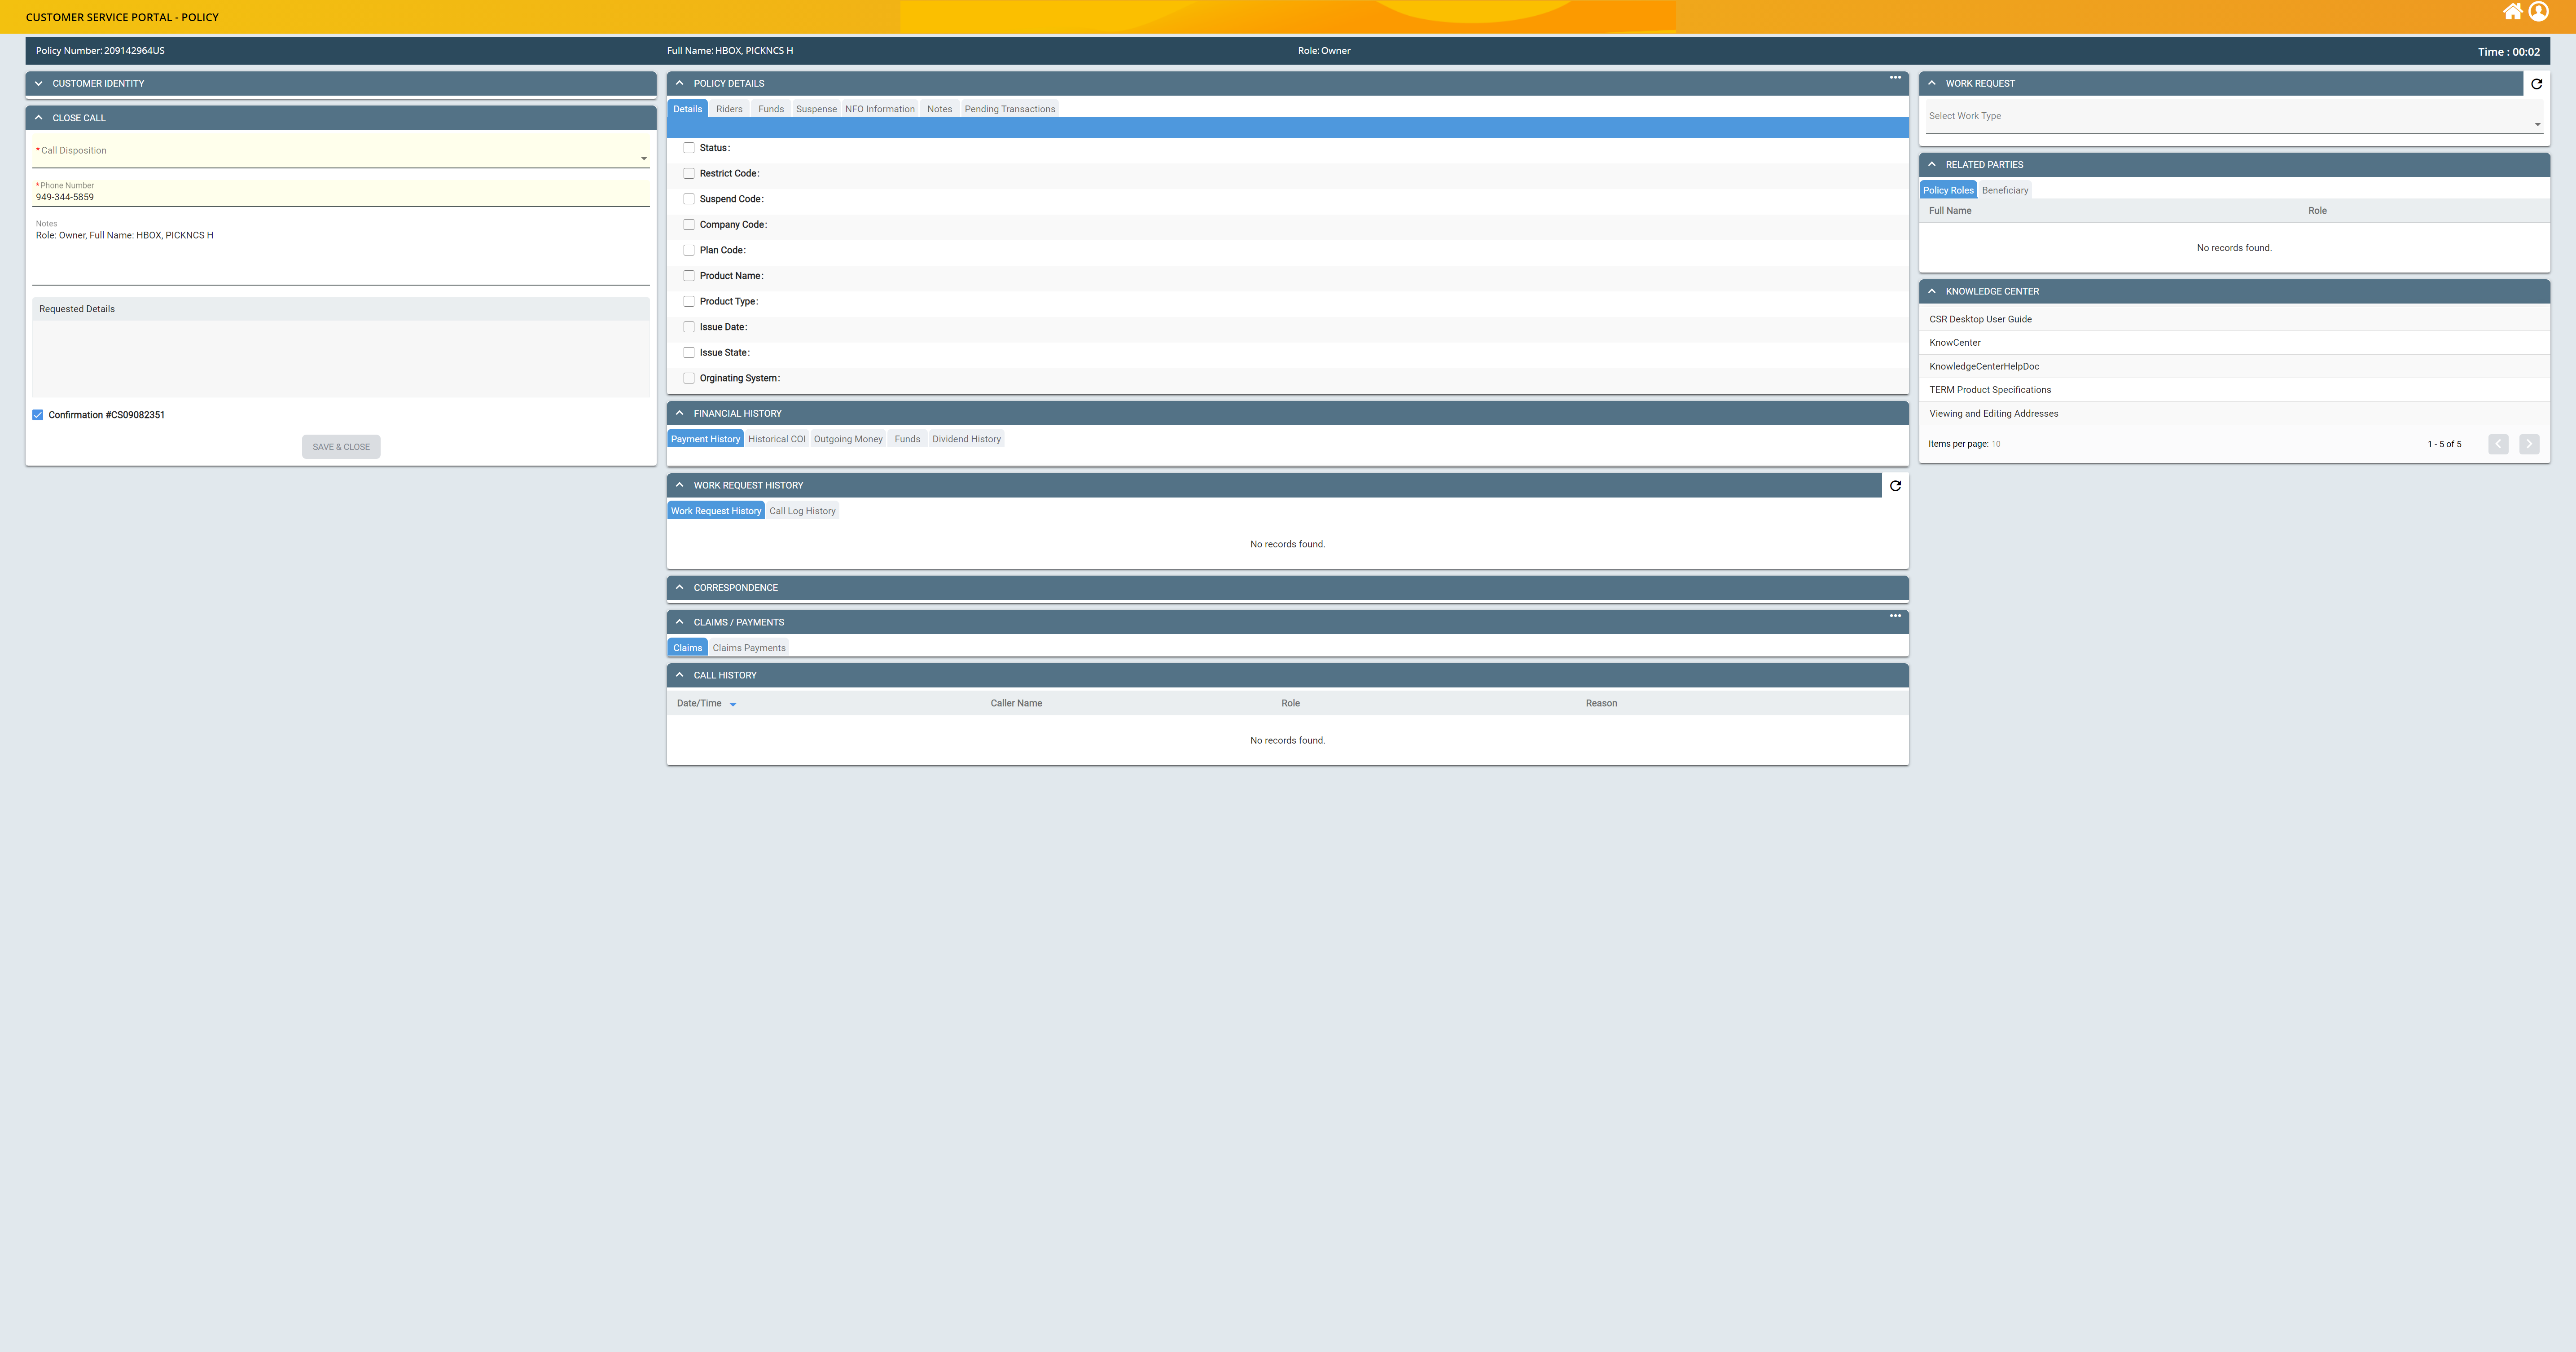 CUSTOMER SERVICE PORTAL - POLICY
Policy Number: 209142964US
Full Name: HBOX, PICKNCS H
Role: Owner
Time : 00:02
CUSTOMER IDENTITY
CLOSE CALL
*Call Disposition
*Phone Number
949-344-5859
Notes
Role: Owner, Full Name: HBOX, PICKNCS H
Requested Details
Confirmation #CS09082351
SAVE & CLOSE
POLICY DETAILS
Details Riders Funds Suspense NFO Information Notes Pending Transactions
Status:
Restrict Code:
Suspend Code:
Company Code:
Plan Code:
Product Name:
Product Type:
Issue Date:
Issue State:
Orginating System:
FINANCIAL HISTORY
Payment History Historical COI Outgoing Money Funds Dividend History
WORK REQUEST HISTORY
Work Request History Call Log History
No records found.
CORRESPONDENCE
CLAIMS / PAYMENTS
Claims Claims Payments
CALL HISTORY
Date/Time Caller Name Role Reason
No records found.
WORK REQUEST
Select Work Type
RELATED PARTIES
Policy Roles Beneficiary
Full Name Role
No records found.
KNOWLEDGE CENTER
CSR Desktop User Guide
KnowCenter
KnowledgeCenterHelpDoc
TERM Product Specifications
Viewing and Editing Addresses
Items per page: 10 1 - 5 of 5